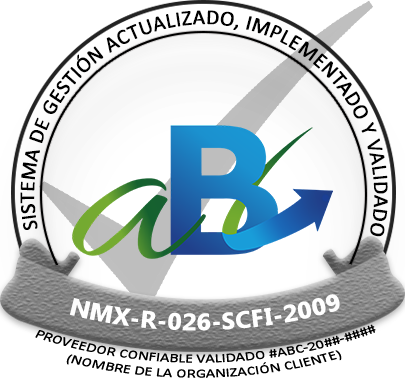 SISTEMA DE GESTIÓN ACTUALIZADO, IMPLEMENTADO Y VALIDADO
aBC
NMX-R-026-SCFI-2009
PROVEEDOR CONFIABLE VALIDADO #ABC-20##-####
(NOMBRE DE LA ORGANIZACIÓN CLIENTE)